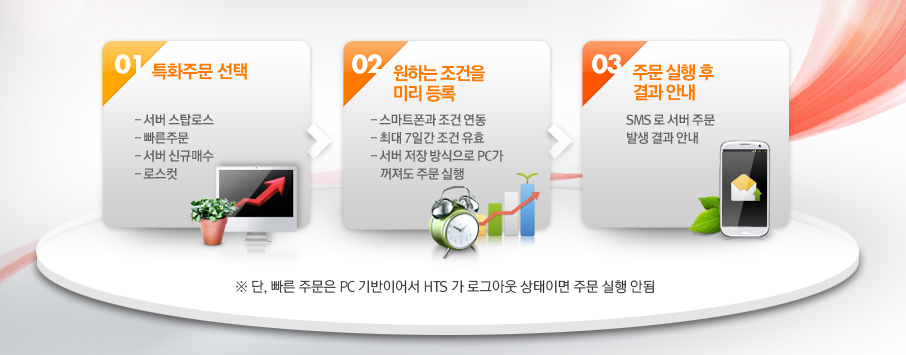 01 특화주문 선택
- 서버 스탑로스
- 빠른주문
- 서버 신규매수
- 로스컷
02 원하는 조건을
미리 등록
- 스마트폰과 조건 연동
- 최대 7일간 조건 유효
- 서버 저장 방식으로 PC가
꺼져도 주문 실행
03 주문 실행 후
결과 안내
SMS 로 서버 주문
발생 결과 안내
※ 단, 빠른 주문은 PC 기반이어서 HTS 가 로그아웃 상태이면 주문 실행 안됨